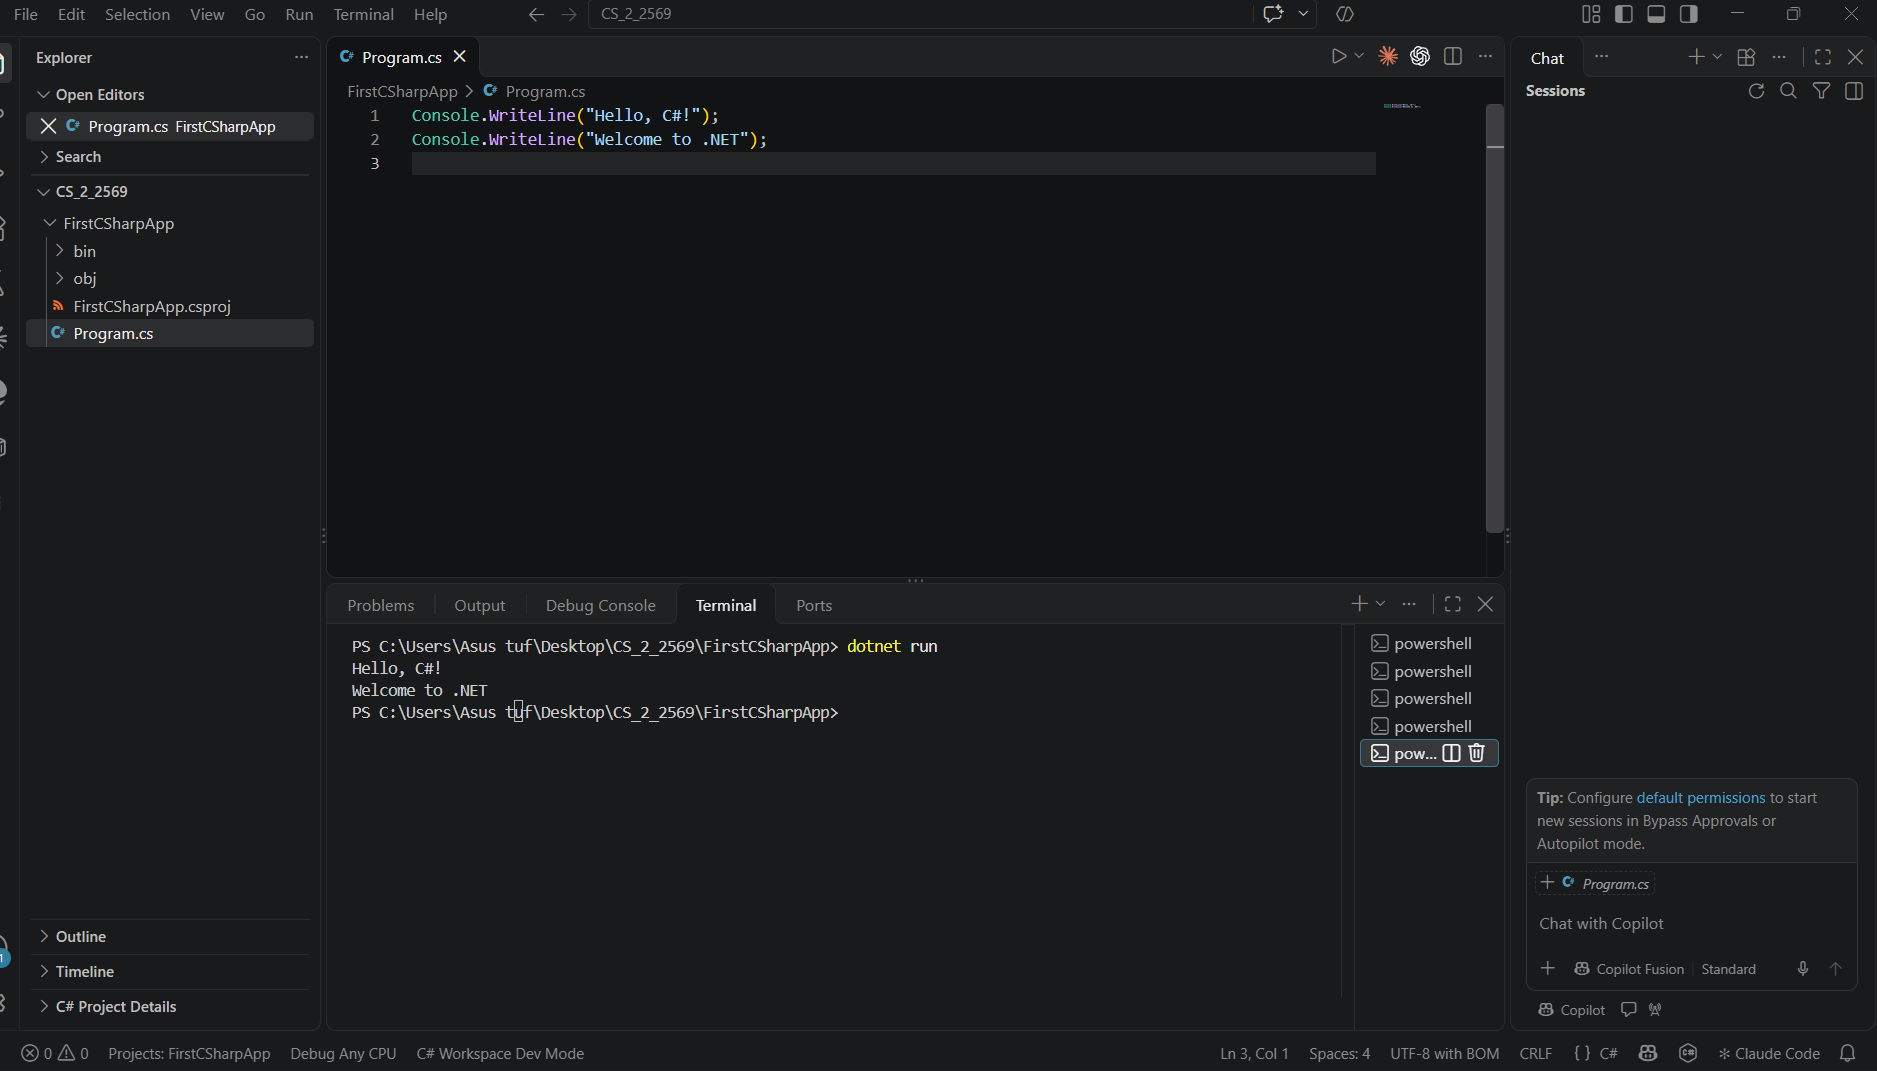 File Edit Selection View Go Run Terminal Help
CS_2_2569
Explorer
Open Editors
Program.cs FirstCSharpApp
Search
CS_2_2569
FirstCSharpApp
bin
obj
FirstCSharpApp.csproj
Program.cs
Outline
Timeline
C# Project Details
Program.cs
FirstCSharpApp > Program.cs
1 Console.WriteLine("Hello, C#!");
2 Console.WriteLine("Welcome to .NET");
3
Problems Output Debug Console Terminal Ports
PS C:\Users\Asus tuf\Desktop\CS_2_2569\FirstCSharpApp> dotnet run
Hello, C#!
Welcome to .NET
PS C:\Users\Asus tuf\Desktop\CS_2_2569\FirstCSharpApp>
powershell
powershell
powershell
powershell
pow...
Chat
Sessions
Tip: Configure default permissions to start
new sessions in Bypass Approvals or
Autopilot mode.
Program.cs
Chat with Copilot
Copilot Fusion Standard
Copilot
0 0 Projects: FirstCSharpApp Debug Any CPU C# Workspace Dev Mode Ln 3, Col 1 Spaces: 4 UTF-8 with BOM CRLF {} C# Claude Code